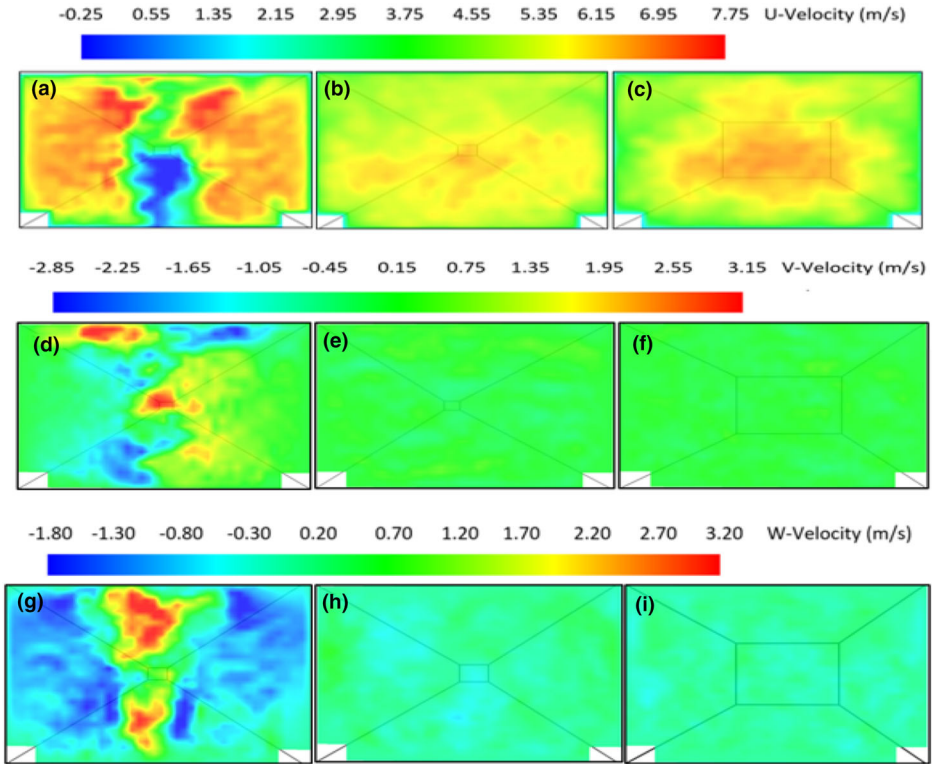 -0.25 0.55 1.35 2.15 2.95 3.75 4.55 5.35 6.15 6.95 7.75 U-Velocity (m/s)
(a) (b) (c)
-2.85 -2.25 -1.65 -1.05 -0.45 0.15 0.75 1.35 1.95 2.55 3.15 V-Velocity (m/s)
(d) (e) (f)
-1.80 -1.30 -0.80 -0.30 0.20 0.70 1.20 1.70 2.20 2.70 3.20 W-Velocity (m/s)
(g) (h) (i)